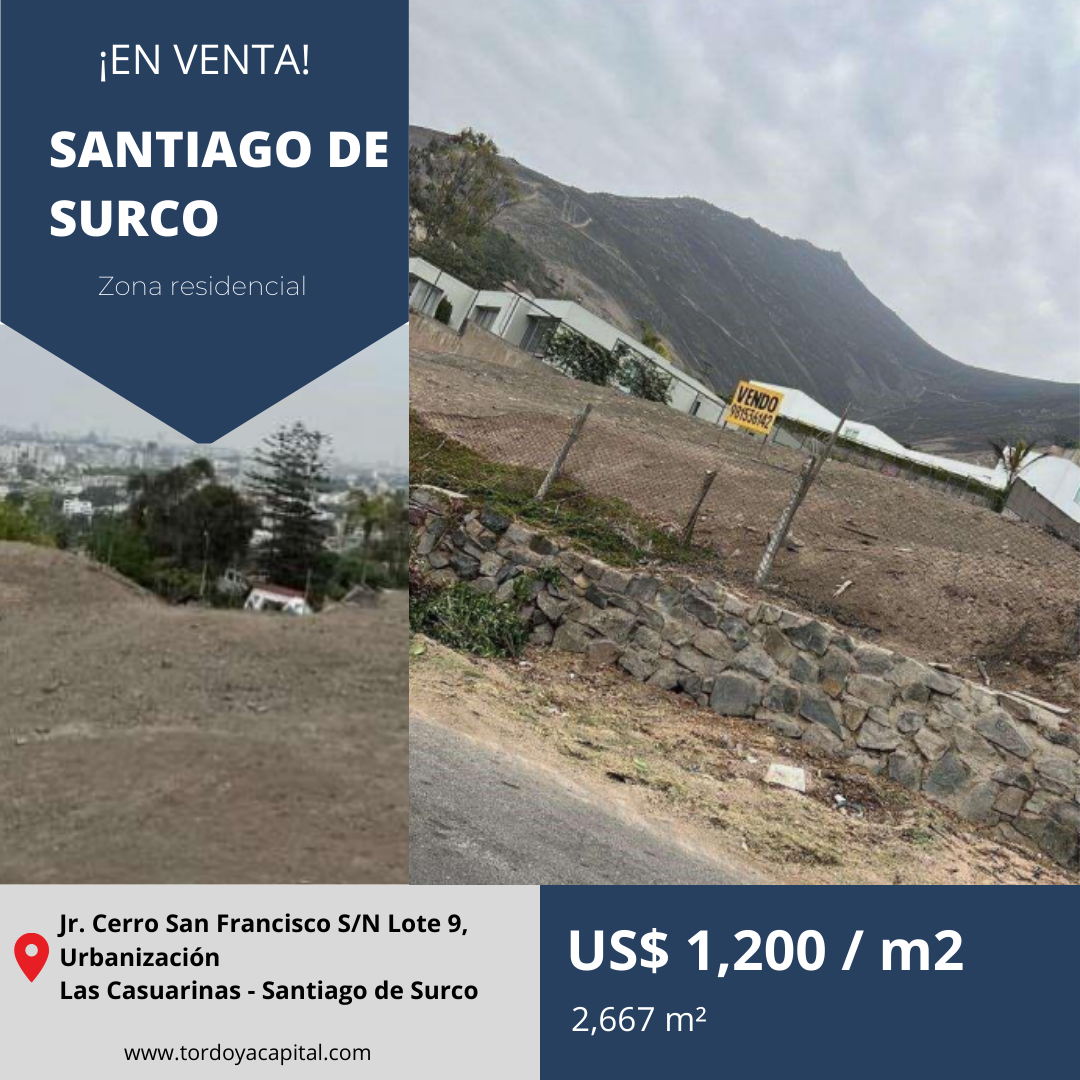 ¡EN VENTA!
SANTIAGO DE
SURCO
Zona residencial
VENDO
981536142
Jr. Cerro San Francisco S/N Lote 9,
Urbanización
Las Casuarinas - Santiago de Surco
www.tordoyacapital.com
US$ 1,200 / m2
2,667 m²